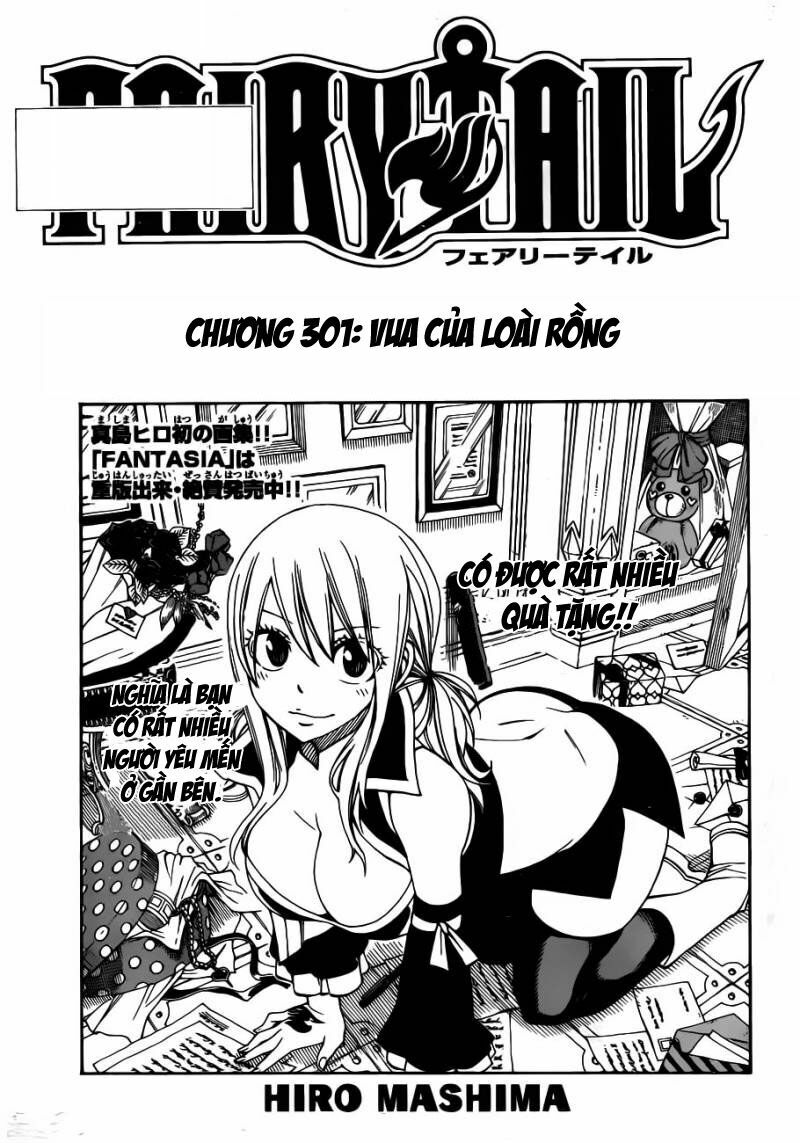 FAIRY TAIL
フェアリーテイル
CHƯƠNG 301: VUA CỦA LOÀI RỒNG
真島ヒロ初の画集!!
「FANTASIA」は
重版出来・絶賛発売中!!
CÓ ĐƯỢC RẤT NHIỀU
QUÀ TẶNG!!
NGHĨA LÀ BẠN
CÓ RẤT NHIỀU
NGƯỜI YÊU MẾN
Ở GẦN BÊN.
HIRO MASHIMA